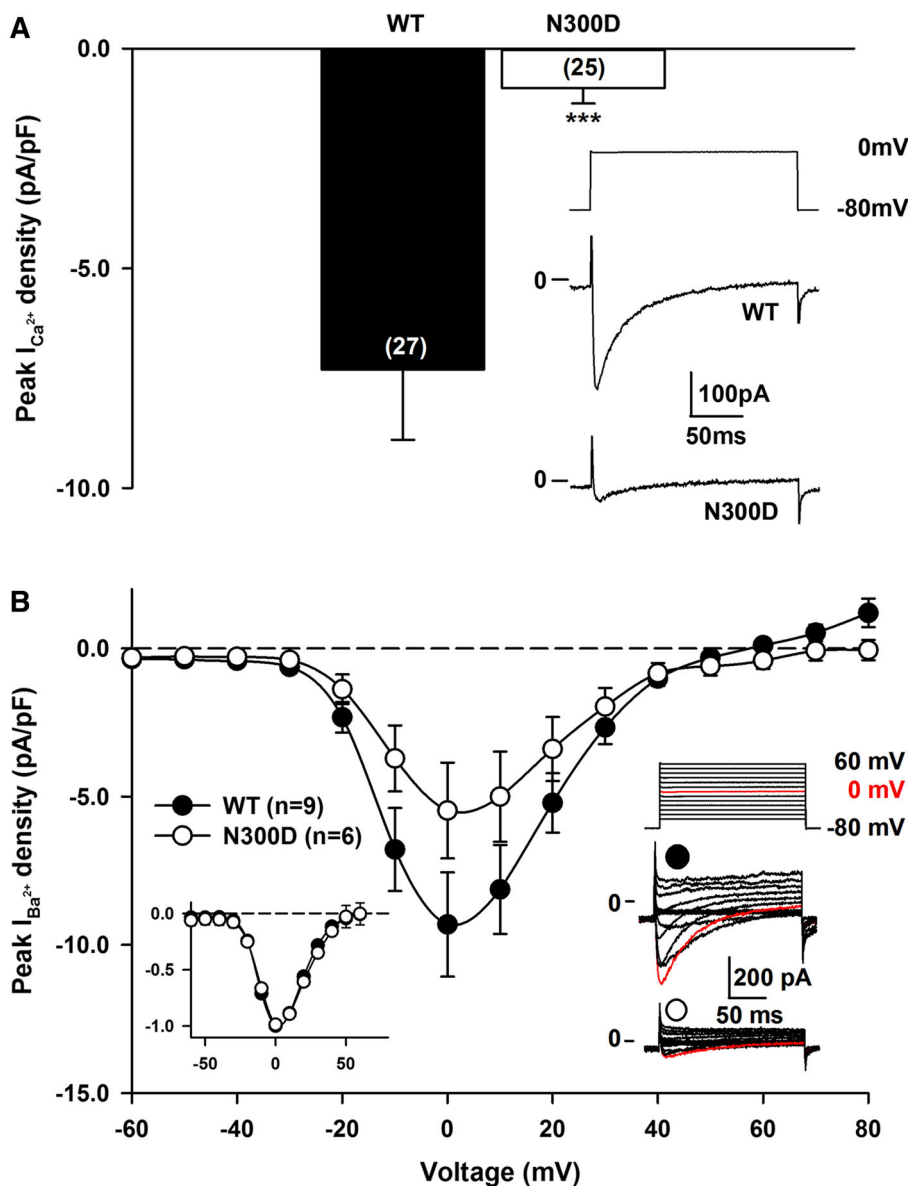 A
WT
N300D
0.0
(25)
***
0mV
-80mV
-5.0
0
WT
(27)
100pA
50ms
-10.0
0
N300D
Peak I Ca²⁺ density (pA/pF)
B
0.0
60 mV
0 mV
-80 mV
-5.0
WT (n=9)
N300D (n=6)
0.0
0
-0.5
-10.0
200 pA
50 ms
-1.0
0
-50
0
50
-15.0
-60
-40
-20
0
20
40
60
80
Voltage (mV)
Peak I Ba²⁺ density (pA/pF)